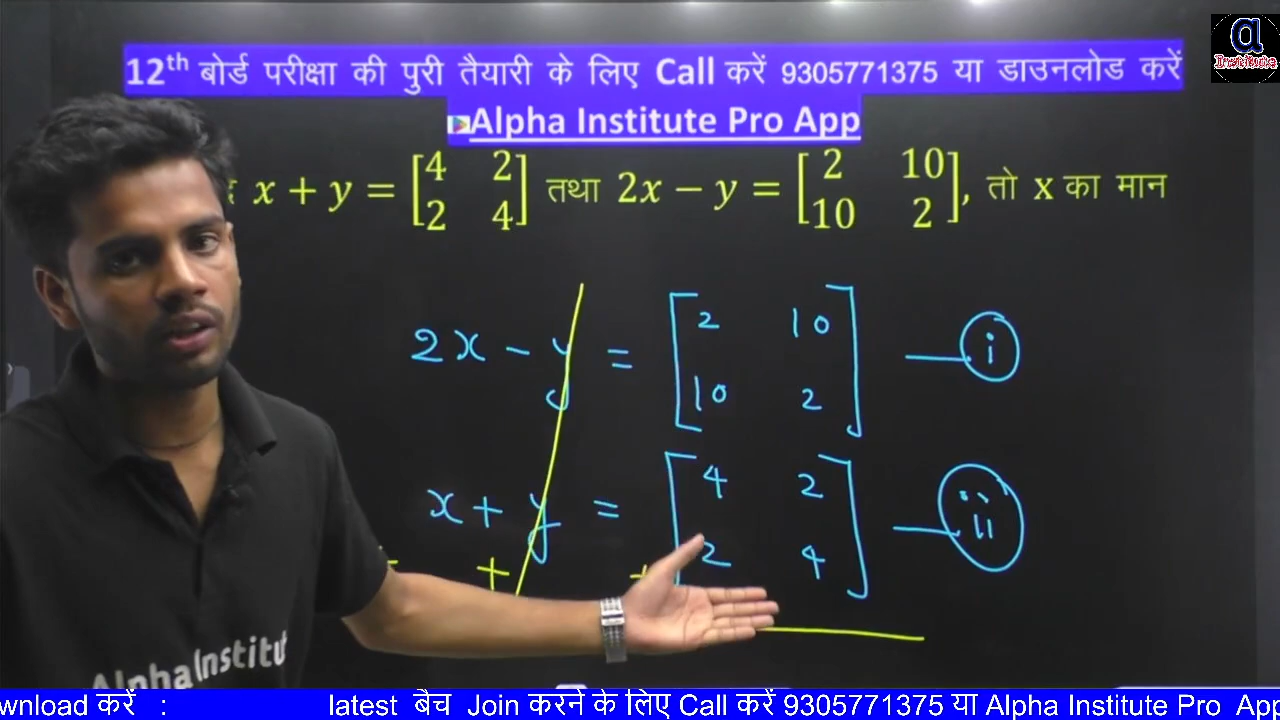 12th बोर्ड परीक्षा की पुरी तैयारी के लिए Call करें 9305771375 या डाउनलोड करें
Alpha Institute Pro App
α
Institute
x + y = [4 2 तथा 2x − y = [2 10], तो x का मान
2 4] 10 2
2x − y = [2 10 — i
10 2]
x + y = [4 2 — ii
2 4]
+ +
Alpha Institut
wnload करें : latest बैच Join करने के लिए Call करें 9305771375 या Alpha Institute Pro App